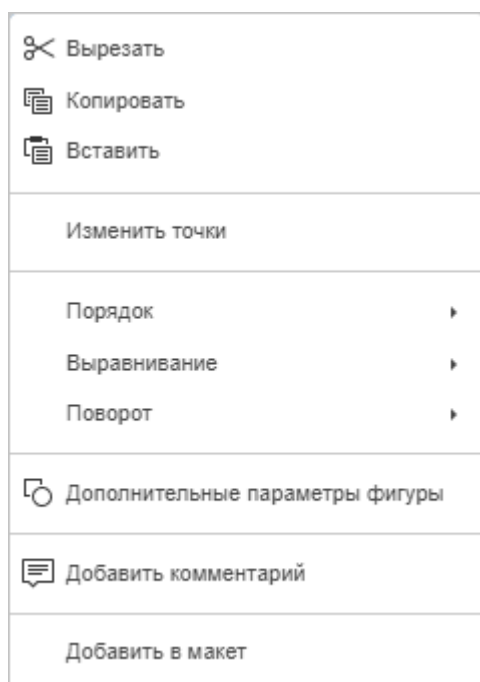 Вырезать
Копировать
Вставить
Изменить точки
Порядок
Выравнивание
Поворот
Дополнительные параметры фигуры
Добавить комментарий
Добавить в макет